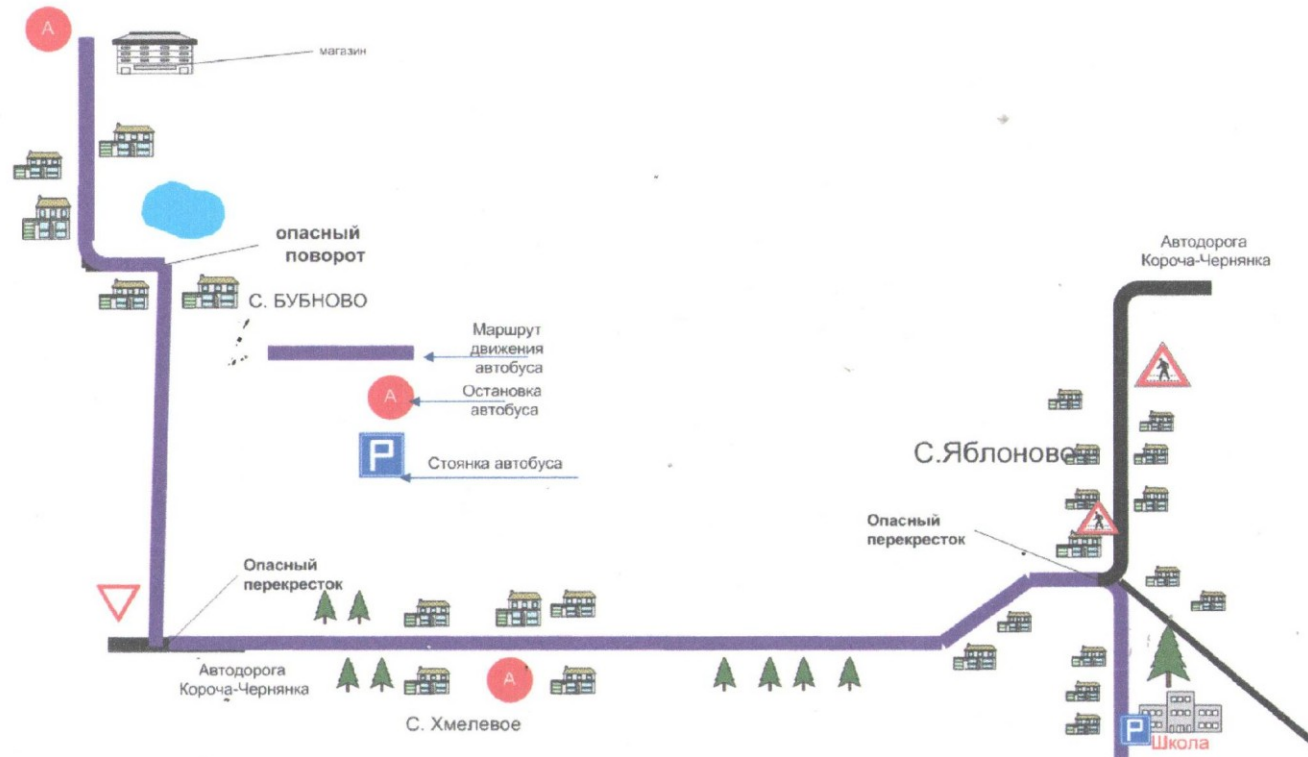 А
магазин
опасный
поворот
С. БУБНОВО
Маршрут
движения
автобуса
А
Остановка
автобуса
P
Стоянка автобуса
Автодорога
Короча-Чернянка
С.Яблоново
Опасный
перекресток
Опасный
перекресток
Автодорога
Короча-Чернянка
А
С. Хмелевое
P
Школа